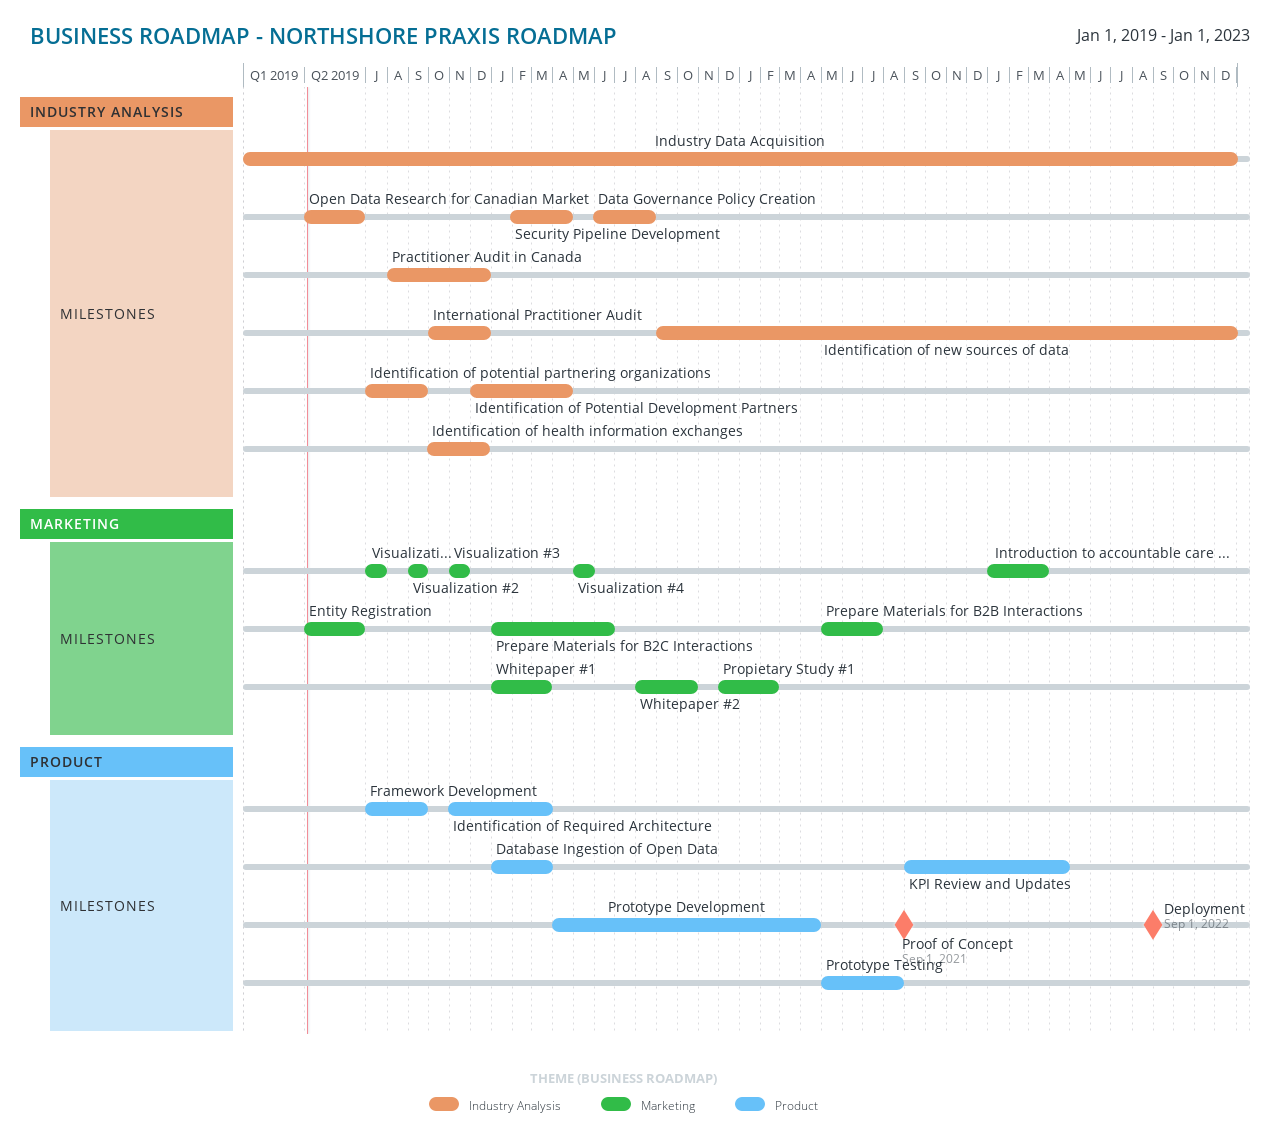 BUSINESS ROADMAP - NORTHSHORE PRAXIS ROADMAP
Jan 1, 2019 - Jan 1, 2023
Q1 2019 Q2 2019 J A S O N D J F M A M J J A S O N D J F M A M J J A S O N D J F M A M J J A S O N D
INDUSTRY ANALYSIS
MILESTONES
Industry Data Acquisition
Open Data Research for Canadian Market Data Governance Policy Creation
Security Pipeline Development
Practitioner Audit in Canada
International Practitioner Audit
Identification of new sources of data
Identification of potential partnering organizations
Identification of Potential Development Partners
Identification of health information exchanges
MARKETING
MILESTONES
Visualizati... Visualization #3 Introduction to accountable care ...
Visualization #2 Visualization #4
Entity Registration Prepare Materials for B2B Interactions
Prepare Materials for B2C Interactions
Whitepaper #1 Propietary Study #1
Whitepaper #2
PRODUCT
MILESTONES
Framework Development
Identification of Required Architecture
Database Ingestion of Open Data
KPI Review and Updates
Prototype Development Deployment
Sep 1, 2022
Proof of Concept
Sep 1, 2021
Prototype Testing
THEME (BUSINESS ROADMAP)
Industry Analysis Marketing Product